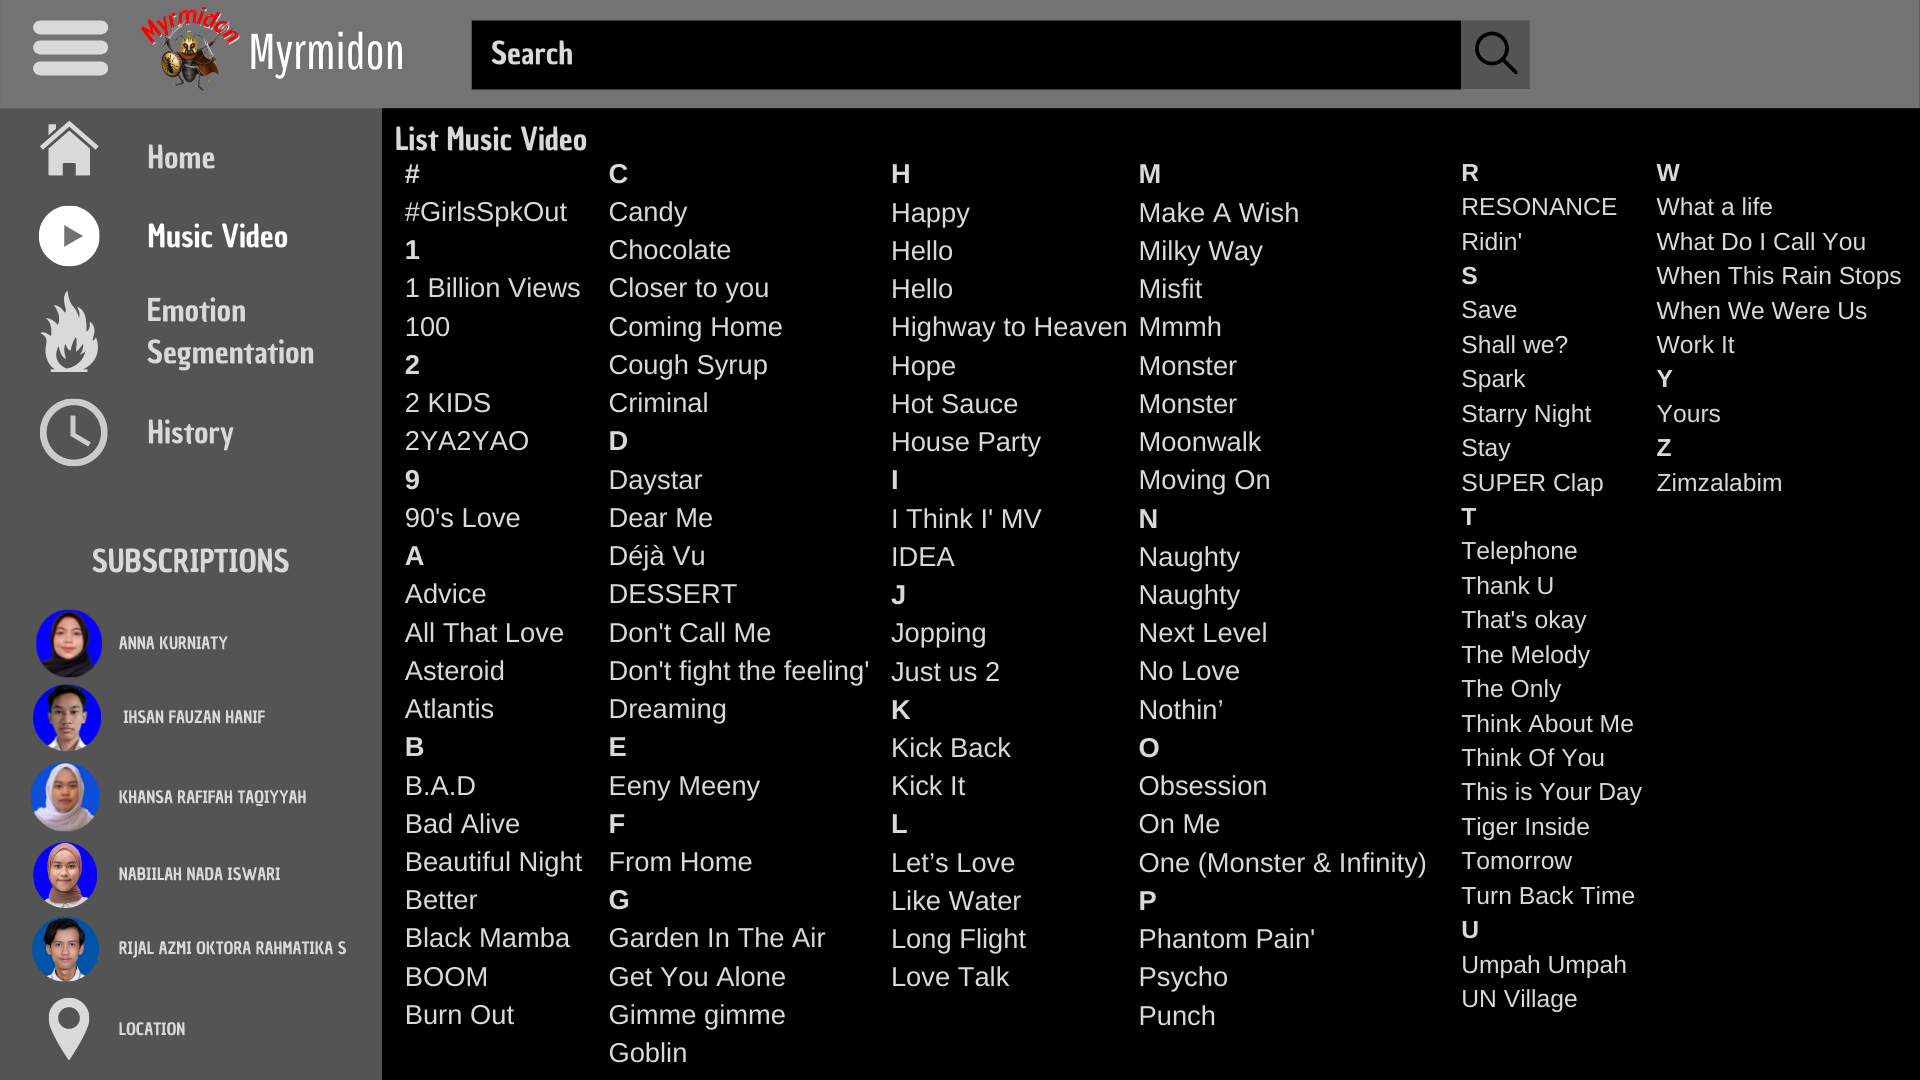 Myrmidon
Myrmidon
Search
Home
Music Video
Emotion
Segmentation
History
SUBSCRIPTIONS
ANNA KURNIATY
IHSAN FAUZAN HANIF
KHANSA RAFIFAH TAQIYYAH
NABIILAH NADA ISWARI
RIJAL AZMI OKTORA RAHMATIKA S
LOCATION
List Music Video
#
#GirlsSpkOut
1
1 Billion Views
100
2
2 KIDS
2YA2YAO
9
90's Love
A
Advice
All That Love
Asteroid
Atlantis
B
B.A.D
Bad Alive
Beautiful Night
Better
Black Mamba
BOOM
Burn Out
C
Candy
Chocolate
Closer to you
Coming Home
Cough Syrup
Criminal
D
Daystar
Dear Me
Déjà Vu
DESSERT
Don't Call Me
Don't fight the feeling'
Dreaming
E
Eeny Meeny
F
From Home
G
Garden In The Air
Get You Alone
Gimme gimme
Goblin
H
Happy
Hello
Hello
Highway to Heaven
Hope
Hot Sauce
House Party
I
I Think I' MV
IDEA
J
Jopping
Just us 2
K
Kick Back
Kick It
L
Let’s Love
Like Water
Long Flight
Love Talk
M
Make A Wish
Milky Way
Misfit
Mmmh
Monster
Monster
Moonwalk
Moving On
N
Naughty
Naughty
Next Level
No Love
Nothin’
O
Obsession
On Me
One (Monster & Infinity)
P
Phantom Pain'
Psycho
Punch
R
RESONANCE
Ridin'
S
Save
Shall we?
Spark
Starry Night
Stay
SUPER Clap
T
Telephone
Thank U
That's okay
The Melody
The Only
Think About Me
Think Of You
This is Your Day
Tiger Inside
Tomorrow
Turn Back Time
U
Umpah Umpah
UN Village
W
What a life
What Do I Call You
When This Rain Stops
When We Were Us
Work It
Y
Yours
Z
Zimzalabim